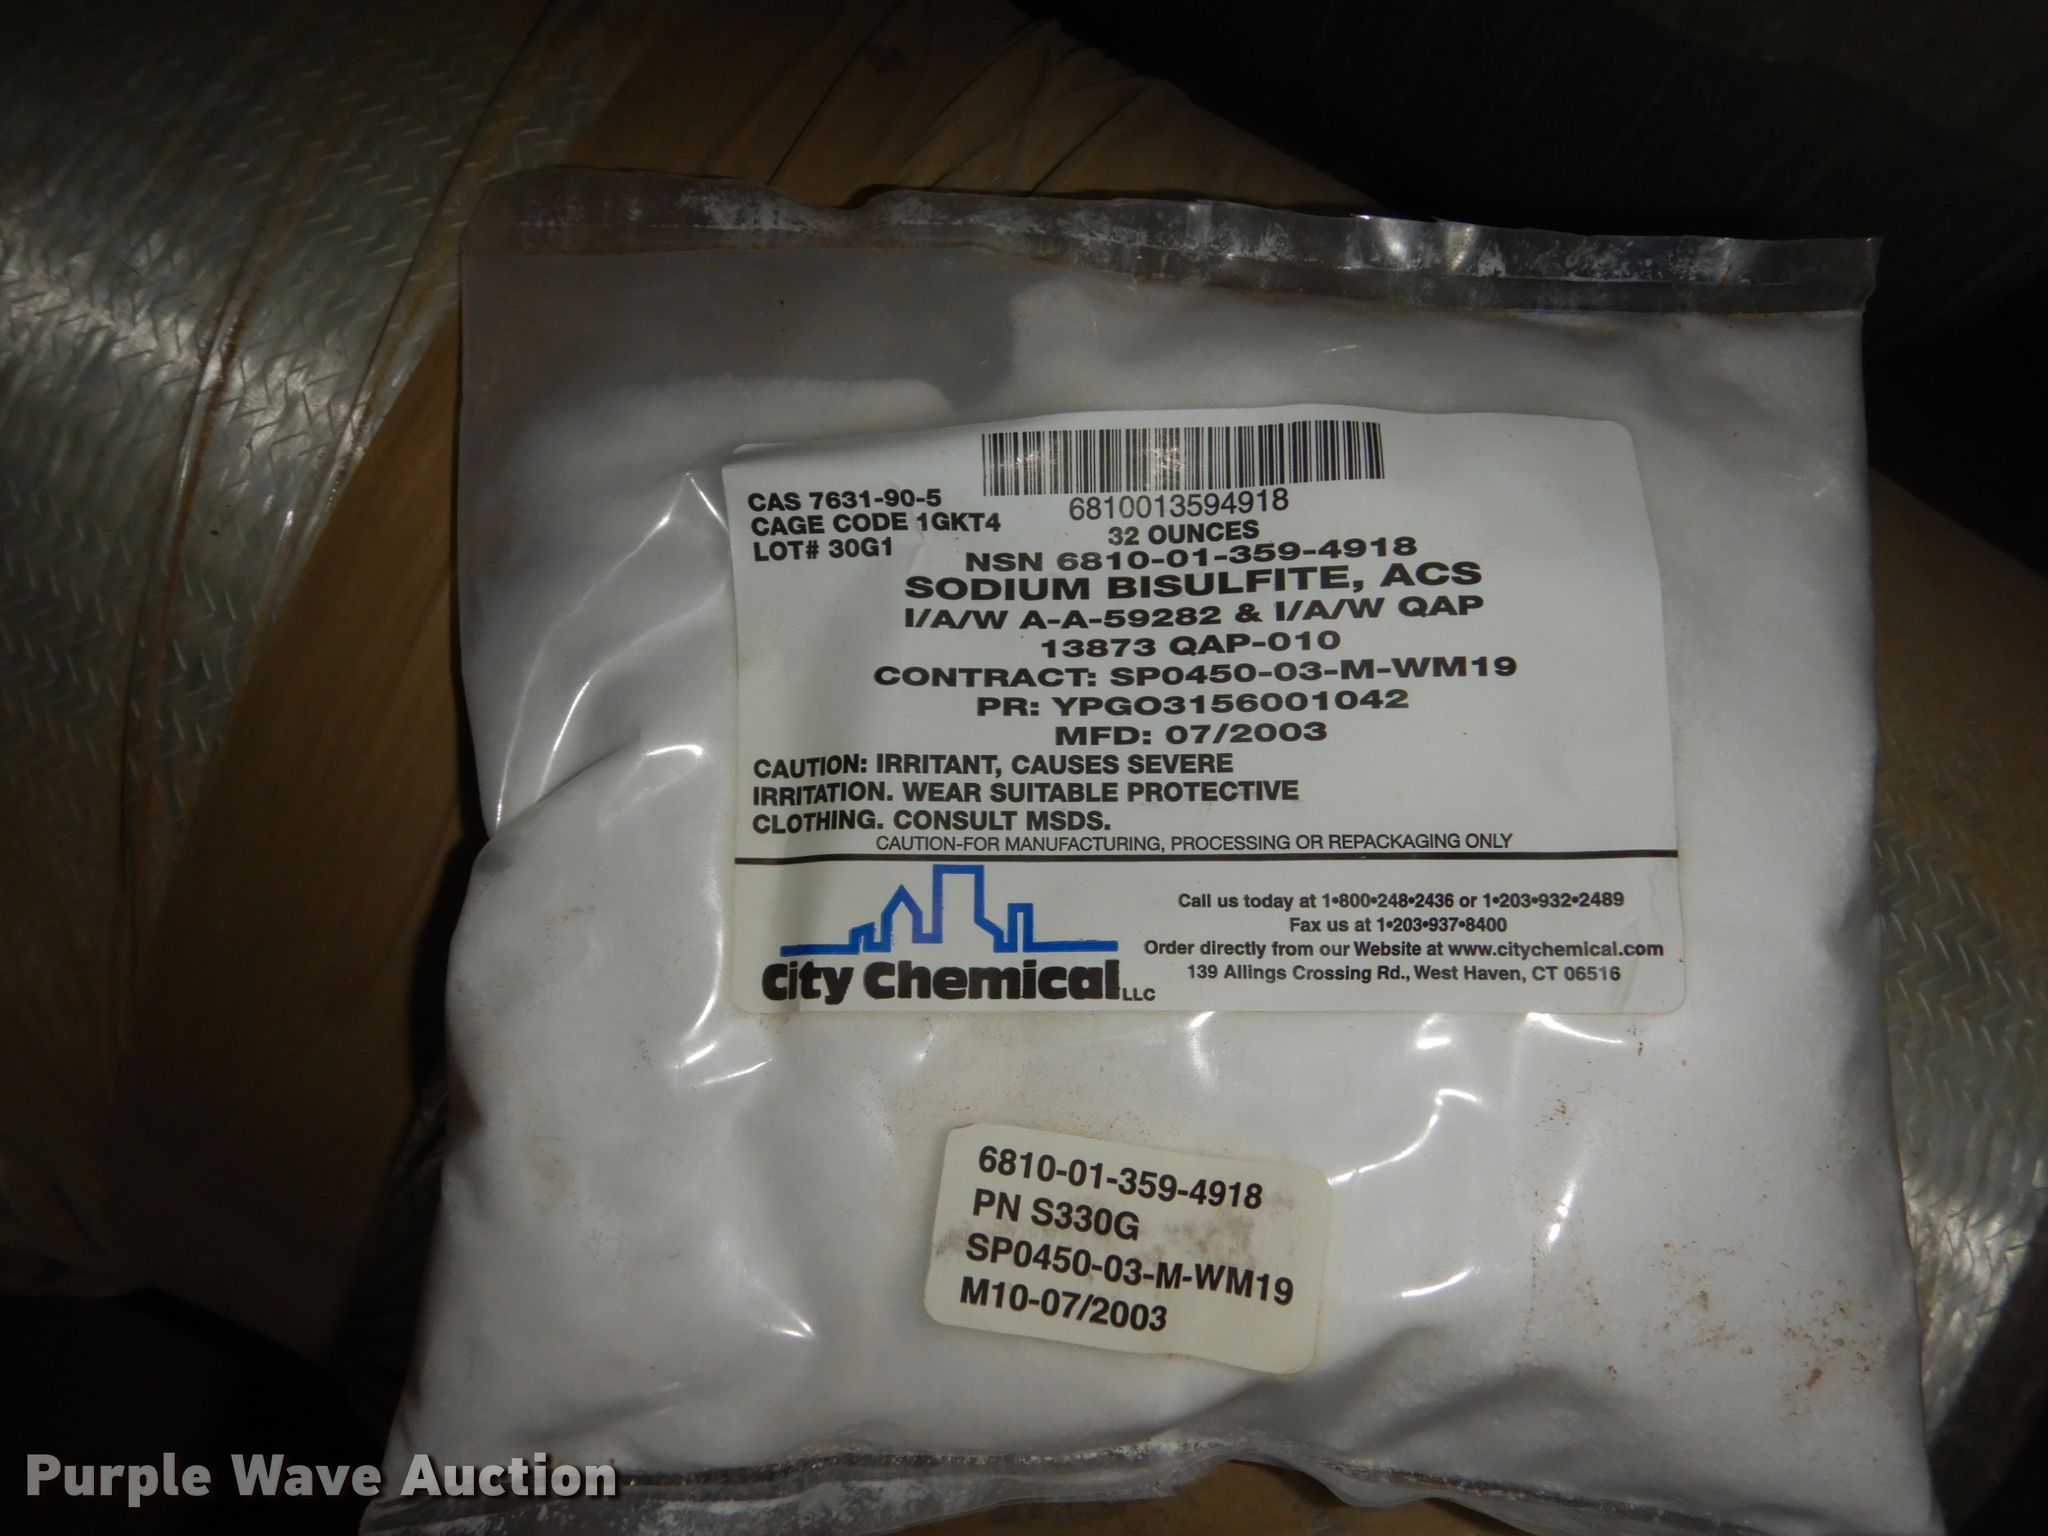 CAS 7631-90-5
CAGE CODE 1GKT4
LOT# 30G1
6810013594918
32 OUNCES
NSN 6810-01-359-4918
SODIUM BISULFITE, ACS
I/A/W A-A-59282 & I/A/W QAP
13873 QAP-010
CONTRACT: SP0450-03-M-WM19
PR: YPGO3156001042
MFD: 07/2003
CAUTION: IRRITANT, CAUSES SEVERE
IRRITATION. WEAR SUITABLE PROTECTIVE
CLOTHING. CONSULT MSDS.
CAUTION-FOR MANUFACTURING, PROCESSING OR REPACKAGING ONLY
City Chemical LLC
Call us today at 1•800•248•2436 or 1•203•932•2489
Fax us at 1•203•937•8400
Order directly from our Website at www.citychemical.com
139 Allings Crossing Rd., West Haven, CT 06516
6810-01-359-4918
PN S330G
SP0450-03-M-WM19
M10-07/2003
Purple Wave Auction